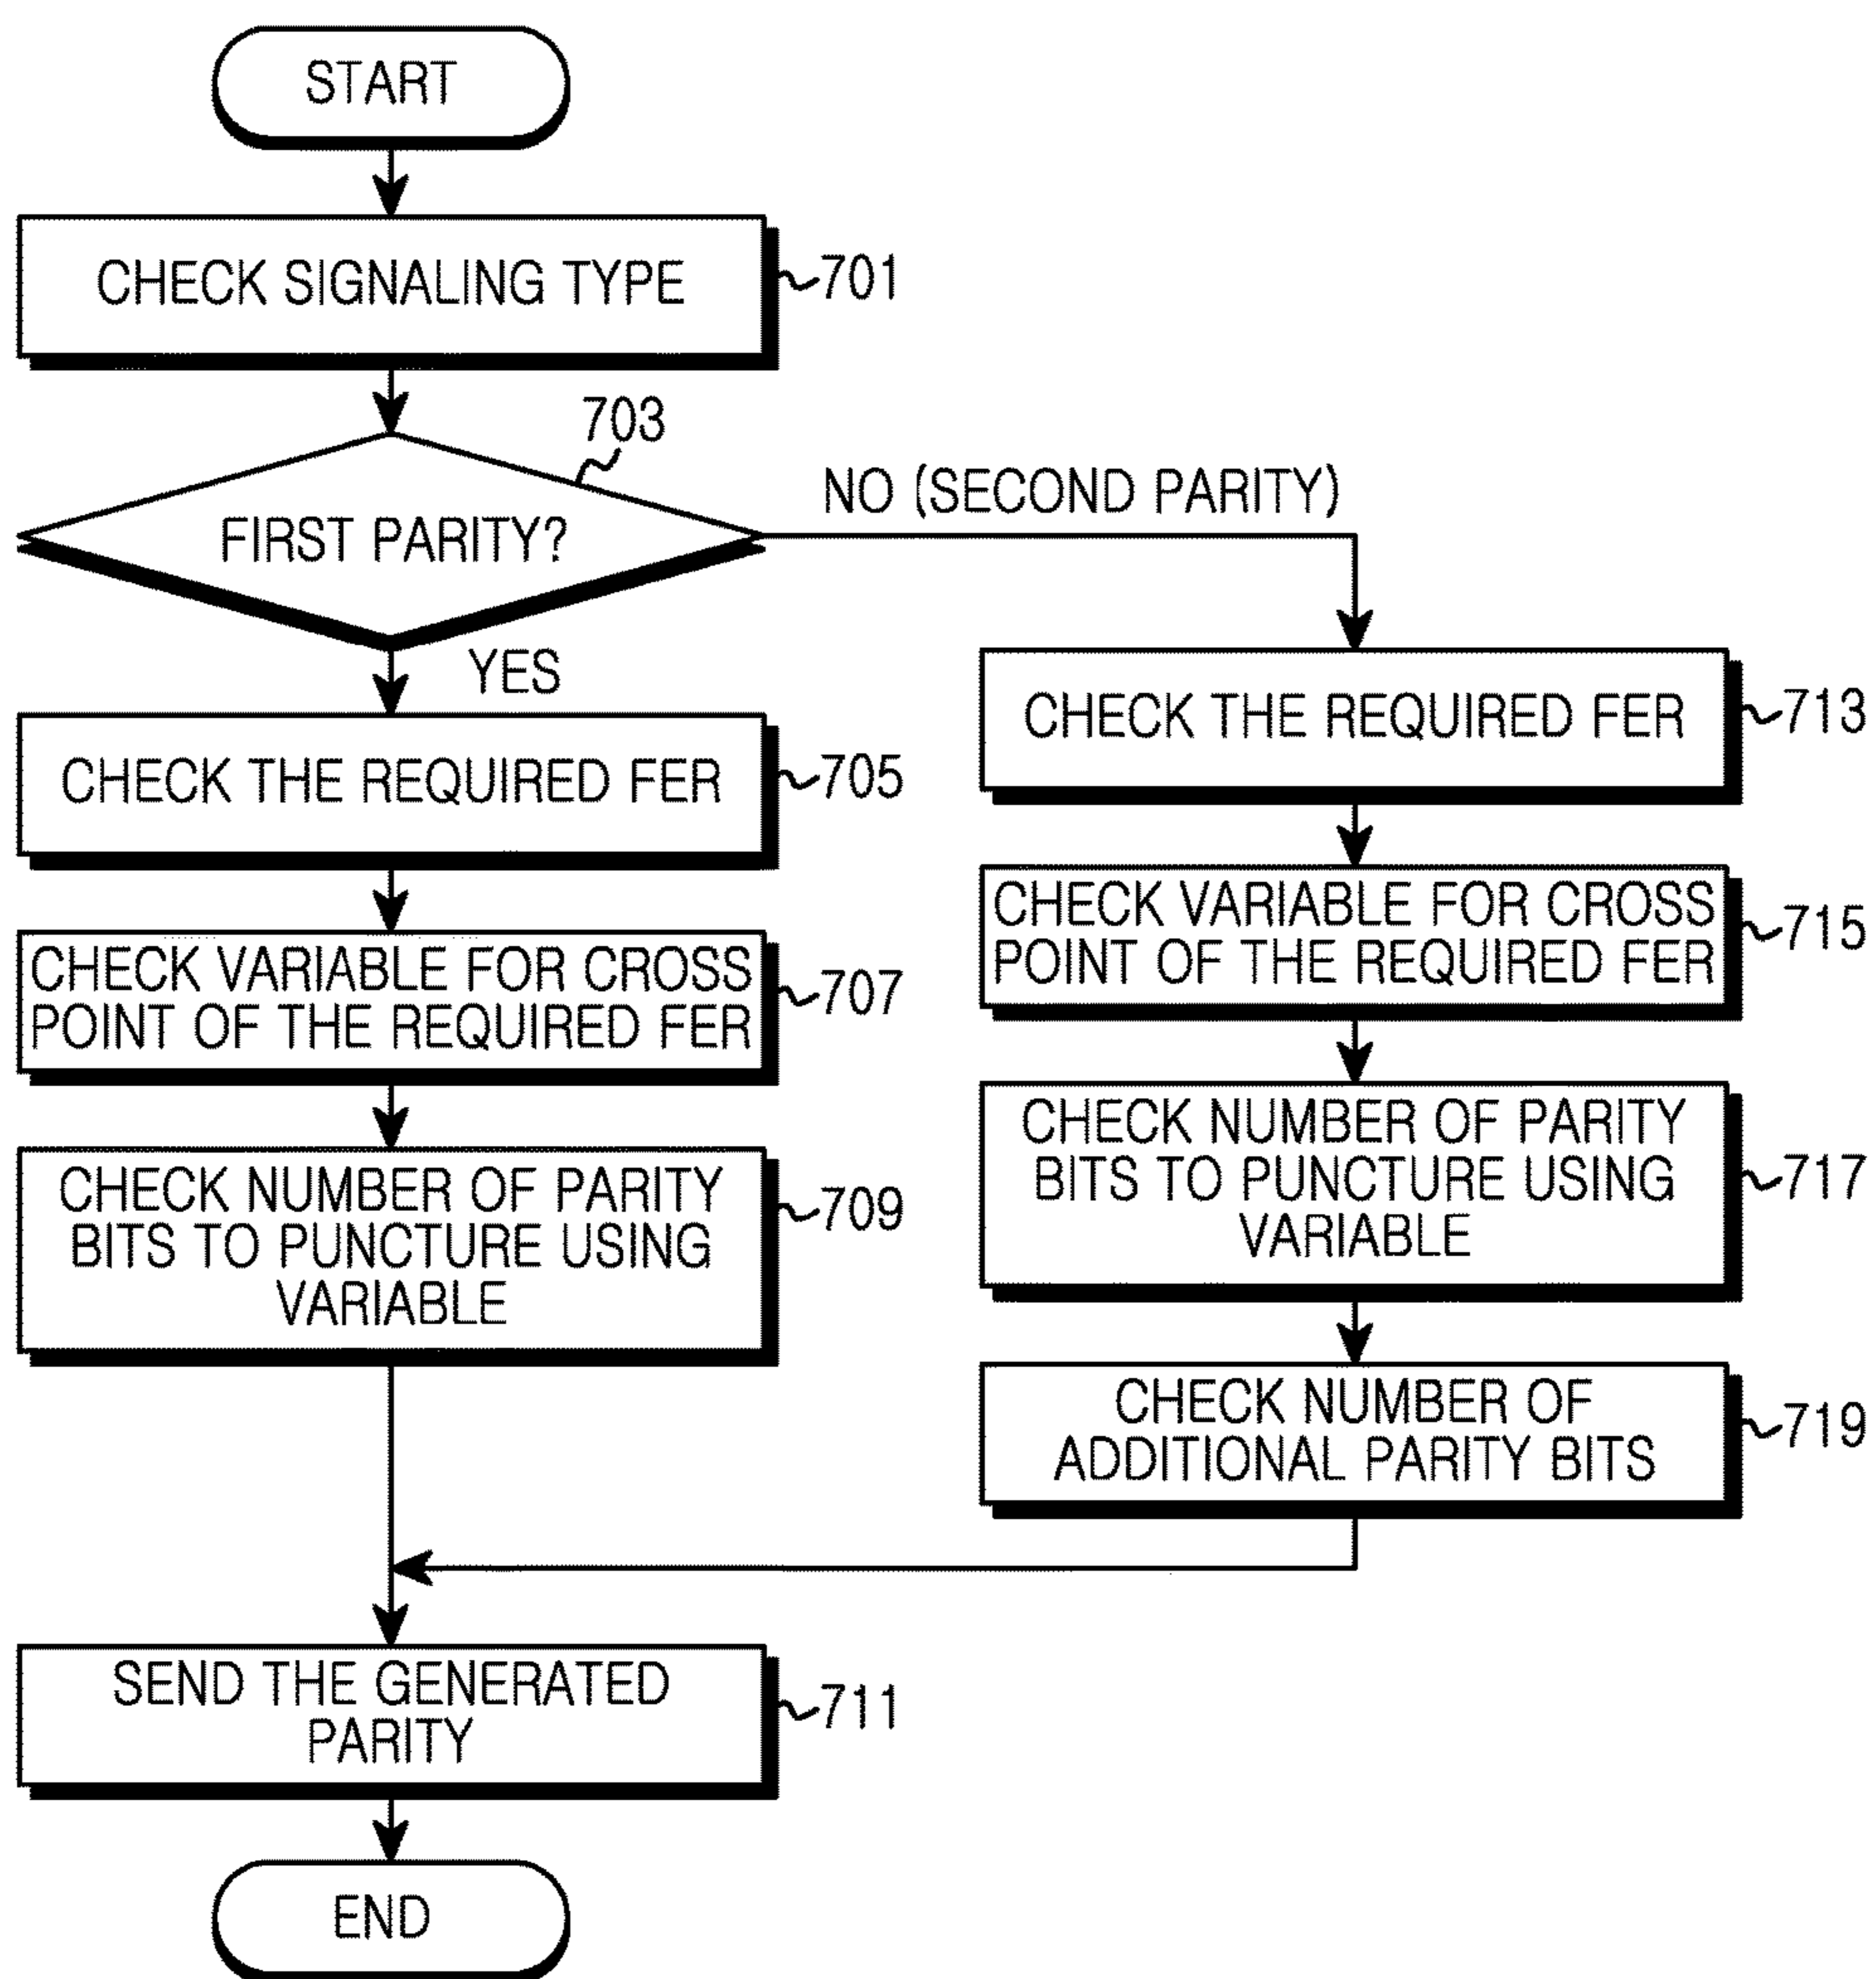 START
CHECK SIGNALING TYPE
701
703
FIRST PARITY?
NO (SECOND PARITY)
YES
CHECK THE REQUIRED FER
705
CHECK VARIABLE FOR CROSS
POINT OF THE REQUIRED FER
707
CHECK NUMBER OF PARITY
BITS TO PUNCTURE USING
VARIABLE
709
CHECK THE REQUIRED FER
713
CHECK VARIABLE FOR CROSS
POINT OF THE REQUIRED FER
715
CHECK NUMBER OF PARITY
BITS TO PUNCTURE USING
VARIABLE
717
CHECK NUMBER OF
ADDITIONAL PARITY BITS
719
SEND THE GENERATED
PARITY
711
END